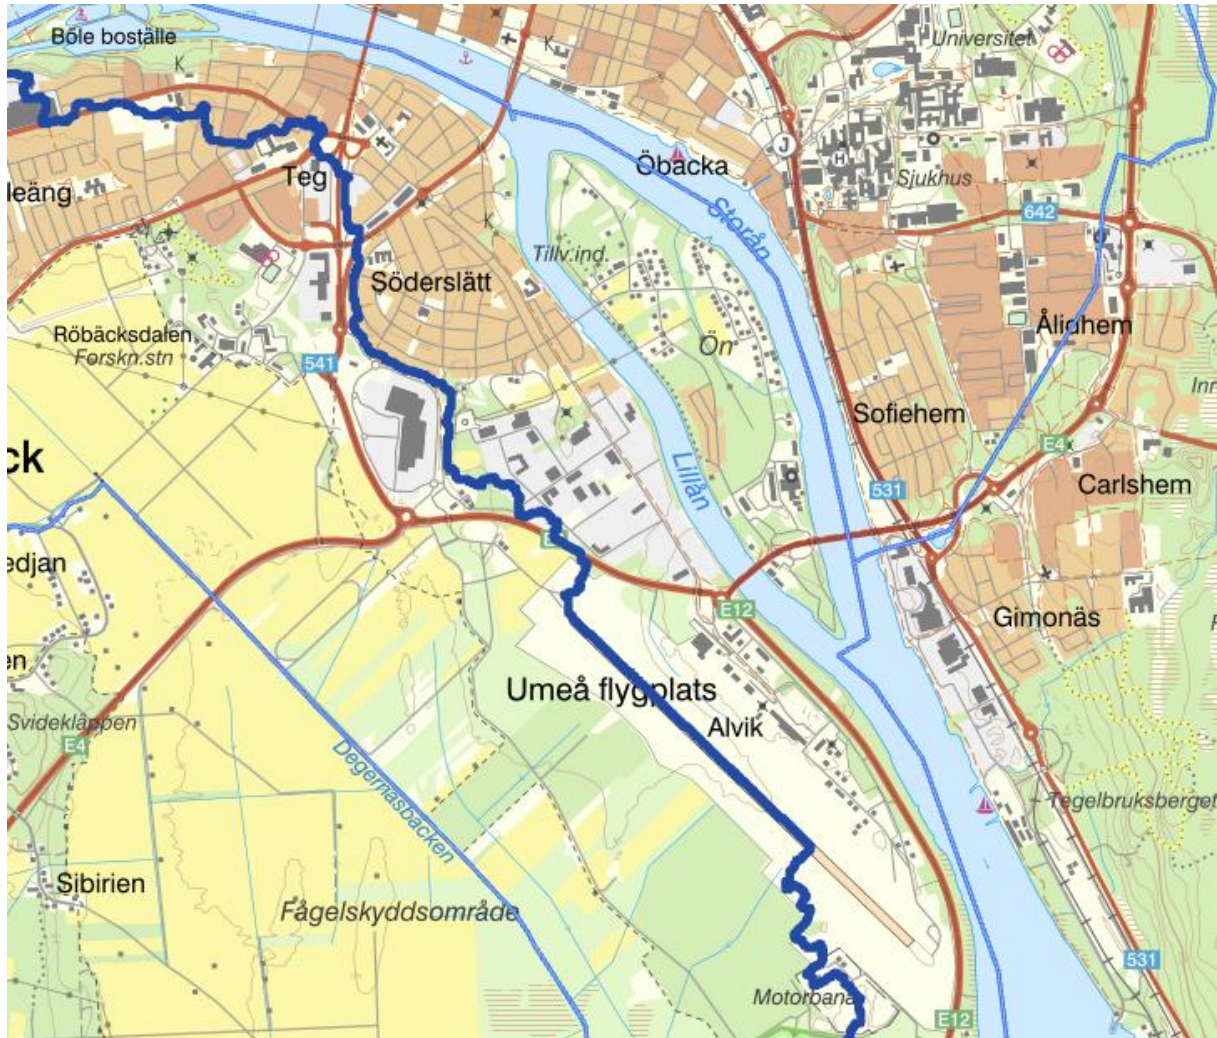 Böle boställe
K
K
Universitet
J
H
Öbacka
Sjukhus
Teg
leäng
642
Storån
K
Tillv.ind.
Söderslätt
Ålidhem
Röbäcksdalen
Forskn.stn
541
Ön
Inr
Sofiehem
E4
ck
Lillån
531
Carlshem
edjan
E12
Gimonäs
en
Umeå flygplats
Svidekläppen
Alvik
E4
Degernäsbäcken
Tegelbruksberget
Sibirien
Fågelskyddsområde
531
Motorbana
E12